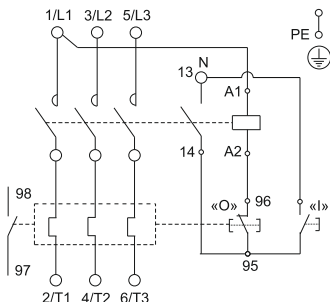 1/L1 3/L2 5/L3
PE
N
13
A1
14
A2
98
«O»
96
«I»
97
95
2/T1 4/T2 6/T3